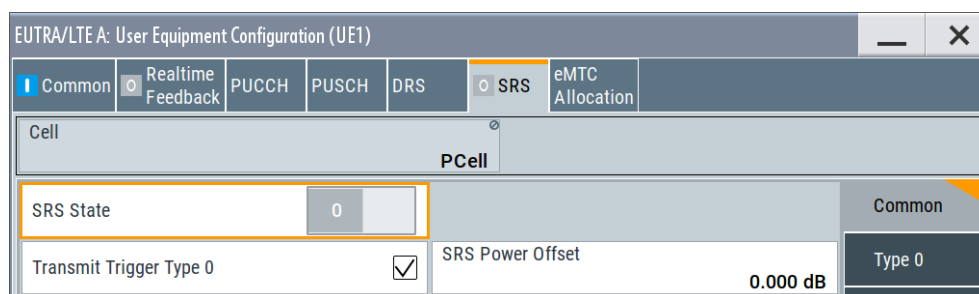 EUTRA/LTE A: User Equipment Configuration (UE1)
Common
Realtime
Feedback
PUCCH
PUSCH
DRS
SRS
eMTC
Allocation
Cell
PCell
SRS State
0
Common
Transmit Trigger Type 0
SRS Power Offset
0.000 dB
Type 0